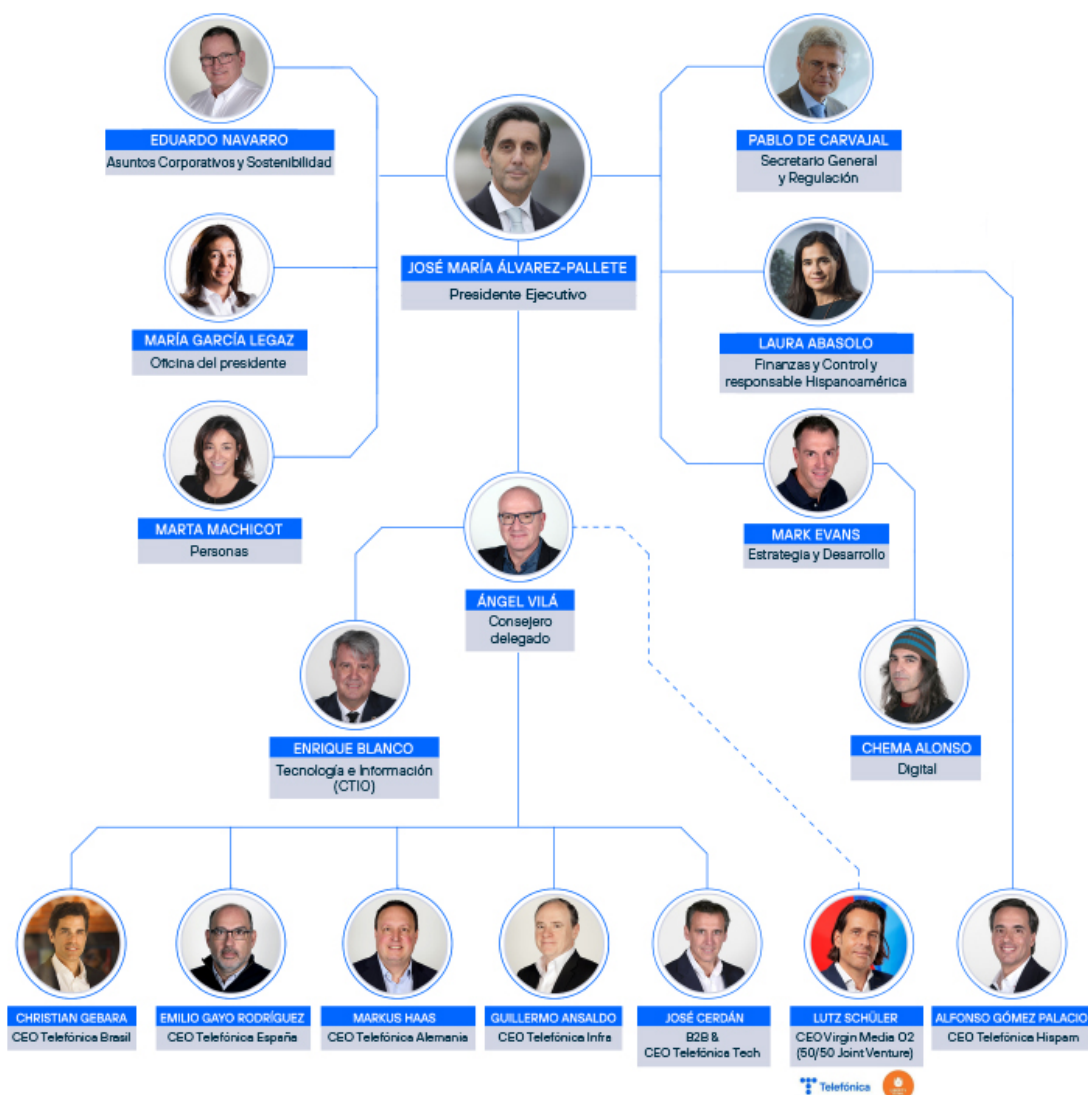 EDUARDO NAVARRO
Asuntos Corporativos y Sostenibilidad
PABLO DE CARVAJAL
Secretario General
y Regulación
JOSÉ MARÍA ÁLVAREZ-PALLETE
Presidente Ejecutivo
MARÍA GARCÍA LEGAZ
Oficina del presidente
LAURA ABASOLO
Finanzas y Control y
responsable Hispanoamérica
MARTA MACHICOT
Personas
MARK EVANS
Estrategia y Desarrollo
ÁNGEL VILÁ
Consejero
delegado
ENRIQUE BLANCO
Tecnología e Información
(CTIO)
CHEMA ALONSO
Digital
CHRISTIAN GEBARA
CEO Telefónica Brasil
EMILIO GAYO RODRÍGUEZ
CEO Telefónica España
MARKUS HAAS
CEO Telefónica Alemania
GUILLERMO ANSALDO
CEO Telefónica Infra
JOSÉ CERDÁN
B2B &
CEO Telefónica Tech
LUTZ SCHÜLER
CEO Virgin Media O2
(50/50 Joint Venture)
Telefónica
ALFONSO GÓMEZ PALACIO
CEO Telefónica Hispam